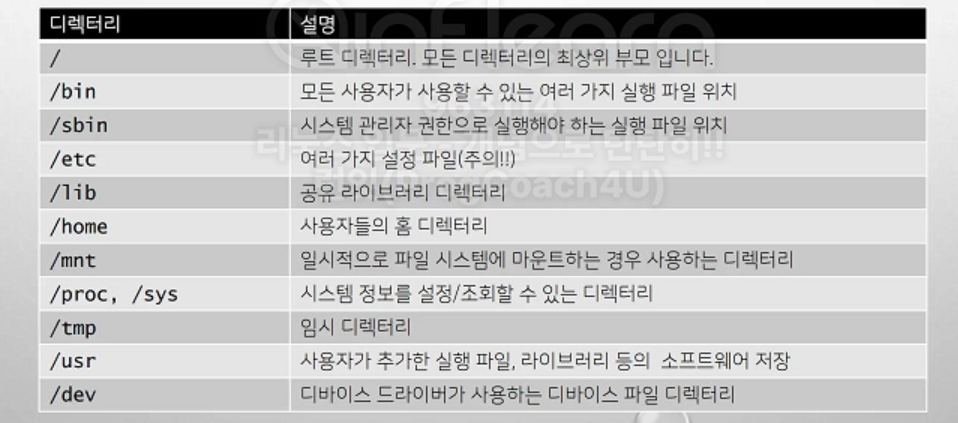 디렉터리 설명
/ 루트 디렉터리. 모든 디렉터리의 최상위 부모 입니다.
/bin 모든 사용자가 사용할 수 있는 여러 가지 실행 파일 위치
/sbin 시스템 관리자 권한으로 실행해야 하는 실행 파일 위치
/etc 여러 가지 설정 파일(주의!!)
/lib 공유 라이브러리 디렉터리
/home 사용자들의 홈 디렉터리
/mnt 일시적으로 파일 시스템에 마운트하는 경우 사용하는 디렉터리
/proc, /sys 시스템 정보를 설정/조회할 수 있는 디렉터리
/tmp 임시 디렉터리
/usr 사용자가 추가한 실행 파일, 라이브러리 등의 소프트웨어 저장
/dev 디바이스 드라이버가 사용하는 디바이스 파일 디렉터리